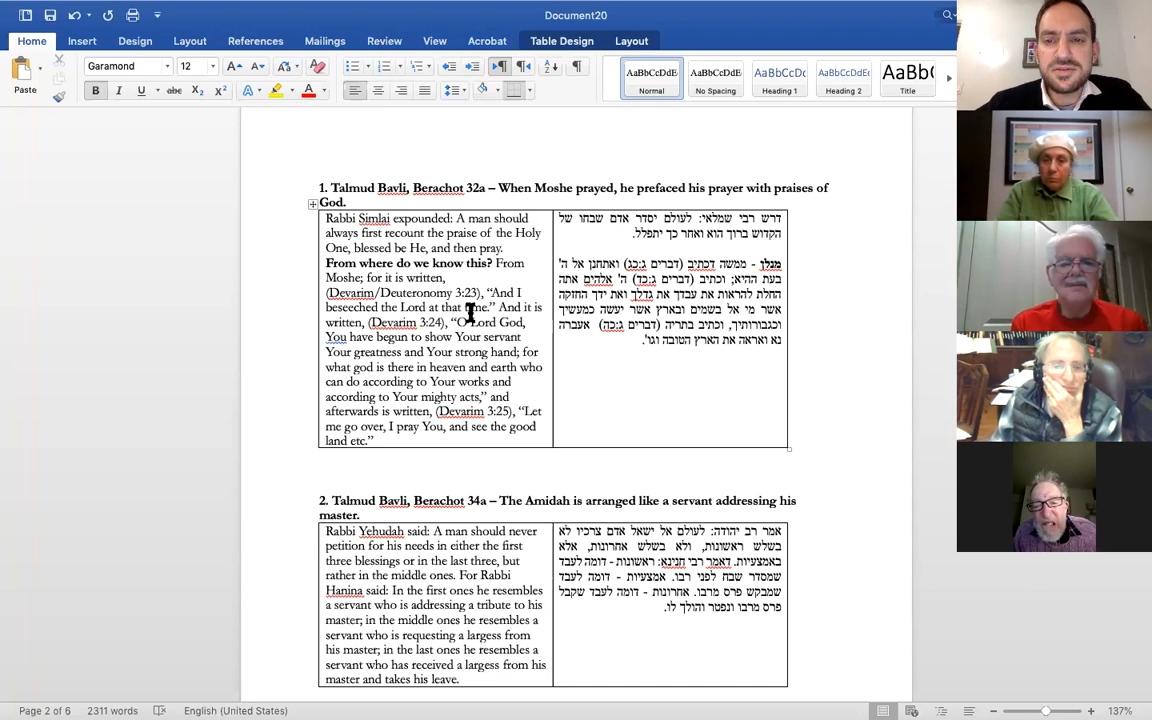 Document20
Home Insert Design Layout References Mailings Review View Acrobat Table Design Layout
Paste
Garamond 12
B I U abc X₂ X²
AaBbCcDdE AaBbCcDdE AaBbCcDc AaBbCcDdE AaBb(
Normal No Spacing Heading 1 Heading 2 Title
1. Talmud Bavli, Berachot 32a – When Moshe prayed, he prefaced his prayer with praises of
God.
Rabbi Simlai expounded: A man should
always first recount the praise of the Holy
One, blessed be He, and then pray.
From where do we know this? From
Moshe; for it is written,
(Devarim/Deuteronomy 3:23), “And I
beseeched the Lord at that time.” And it is
written, (Devarim 3:24), “O Lord God,
You have begun to show Your servant
Your greatness and Your strong hand; for
what god is there in heaven and earth who
can do according to Your works and
according to Your mighty acts,” and
afterwards is written, (Devarim 3:25), “Let
me go over, I pray You, and see the good
land etc.”
דרש רבי שמלאי: לעולם יסדר אדם שבחו של
הקדוש ברוך הוא ואחר כך יתפלל.
מנלן - ממשה דכתיב (דברים ג:כג) ואתחנן אל ה'
בעת ההיא; וכתיב (דברים ג:כד) ה' אלהים אתה
החלת להראות את עבדך את גדלך ואת ידך החזקה
אשר מי אל בשמים ובארץ אשר יעשה כמעשיך
וכגבורותיך, וכתיב בתריה (דברים ג:כה) אעברה
נא ואראה את הארץ הטובה וגו'.
2. Talmud Bavli, Berachot 34a – The Amidah is arranged like a servant addressing his
master.
Rabbi Yehudah said: A man should never
petition for his needs in either the first
three blessings or in the last three, but
rather in the middle ones. For Rabbi
Hanina said: In the first ones he resembles
a servant who is addressing a tribute to his
master; in the middle ones he resembles a
servant who is requesting a largess from
his master; in the last ones he resembles a
servant who has received a largess from his
master and takes his leave.
אמר רב יהודה: לעולם אל ישאל אדם צרכיו לא
בשלש ראשונות, ולא בשלש אחרונות, אלא
באמצעיות. דאמר רבי חנינא: ראשונות - דומה לעבד
שמסדר שבח לפני רבו. אמצעיות - דומה לעבד
שמבקש פרס מרבו. אחרונות - דומה לעבד שקבל
פרס מרבו ונפטר והולך לו.
Page 2 of 6 2311 words English (United States) 137%